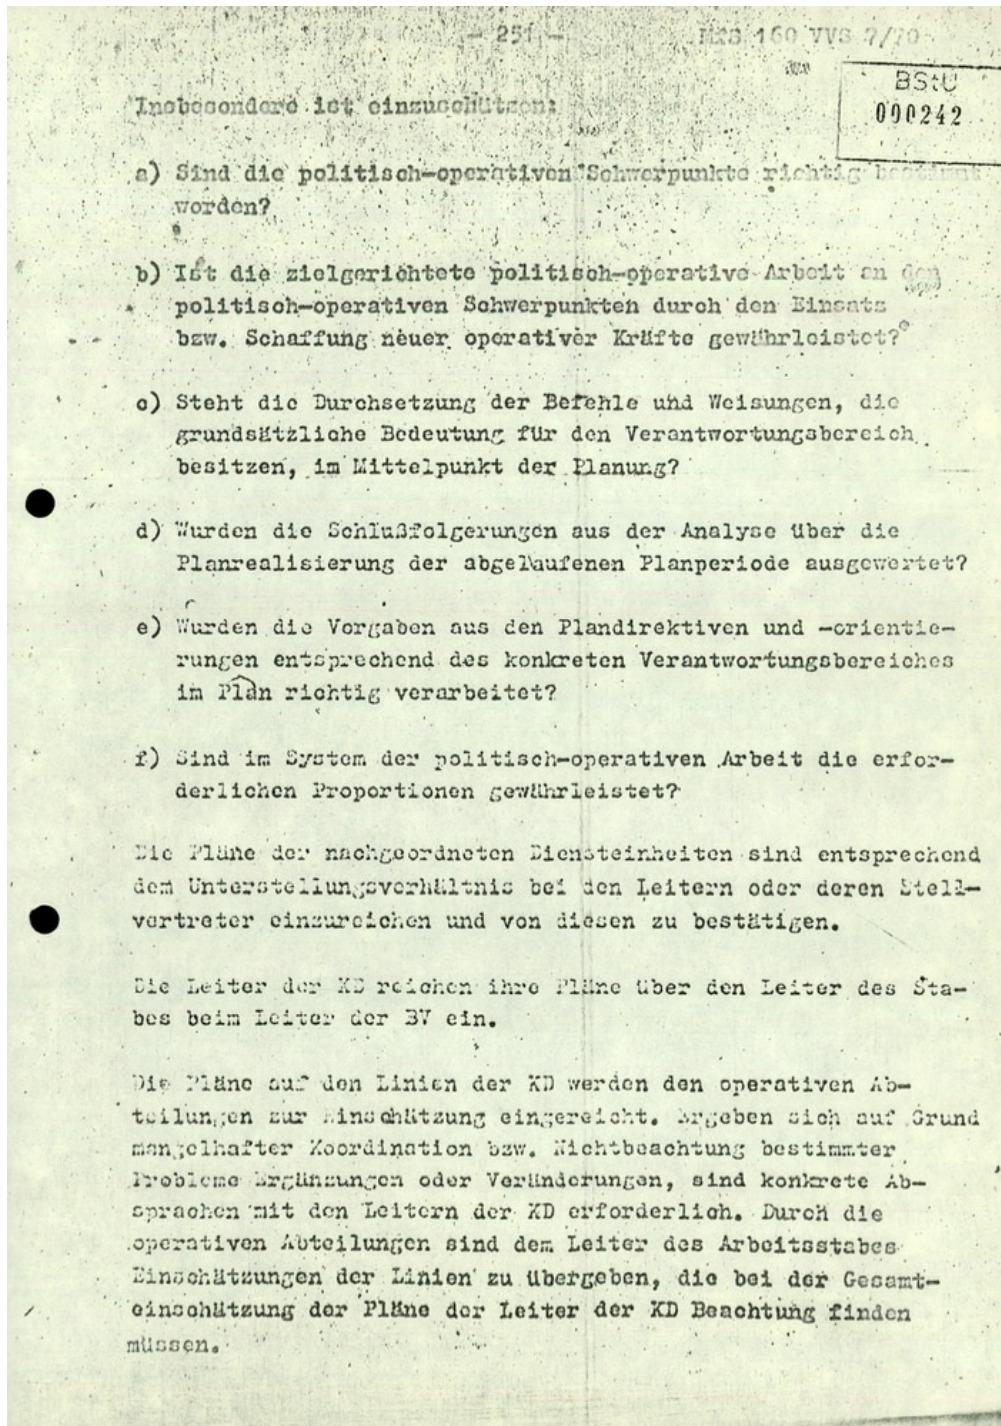 - 251 -
MfS 160 VVS 7/70
BStU
000242
Insbesondere ist einzuschätzen:
a) Sind die politisch-operativen Schwerpunkte richtig bestimmt
worden?
b) Ist die zielgerichtete politisch-operative Arbeit an den
politisch-operativen Schwerpunkten durch den Einsatz
bzw. Schaffung neuer operativer Kräfte gewährleistet?
c) Steht die Durchsetzung der Befehle und Weisungen, die
grundsätzliche Bedeutung für den Verantwortungsbereich
besitzen, im Mittelpunkt der Planung?
d) Wurden die Schlußfolgerungen aus der Analyse über die
Planrealisierung der abgelaufenen Planperiode ausgewertet?
e) Wurden die Vorgaben aus den Plandirektiven und -orientie-
rungen entsprechend des konkreten Verantwortungsbereiches
im Plan richtig verarbeitet?
f) Sind im System der politisch-operativen Arbeit die erfor-
derlichen Proportionen gewährleistet?
Die Pläne der nachgeordneten Diensteinheiten sind entsprechend
dem Unterstellungsverhältnis bei den Leitern oder deren Stell-
vertreter einzureichen und von diesen zu bestätigen.
Die Leiter der KD reichen ihre Pläne über den Leiter des Sta-
bes beim Leiter der BV ein.
Die Pläne auf den Linien der KD werden den operativen Ab-
teilungen zur Einschätzung eingereicht. Ergeben sich auf Grund
mangelhafter Koordination bzw. Nichtbeachtung bestimmter
Probleme Ergänzungen oder Veränderungen, sind konkrete Ab-
sprachen mit den Leitern der KD erforderlich. Durch die
operativen Abteilungen sind dem Leiter des Arbeitsstabes
Einschätzungen der Linien zu übergeben, die bei der Gesamt-
einschätzung der Pläne der Leiter der KD Beachtung finden
müssen.